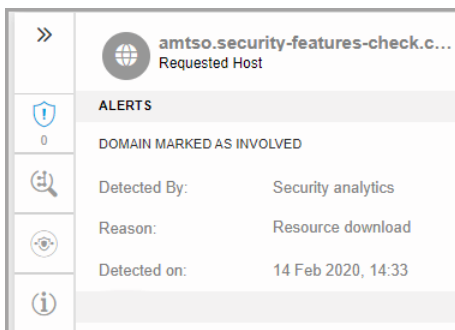 amtso.security-features-check.c...
Requested Host
ALERTS
0
DOMAIN MARKED AS INVOLVED
Detected By: Security analytics
Reason: Resource download
Detected on: 14 Feb 2020, 14:33